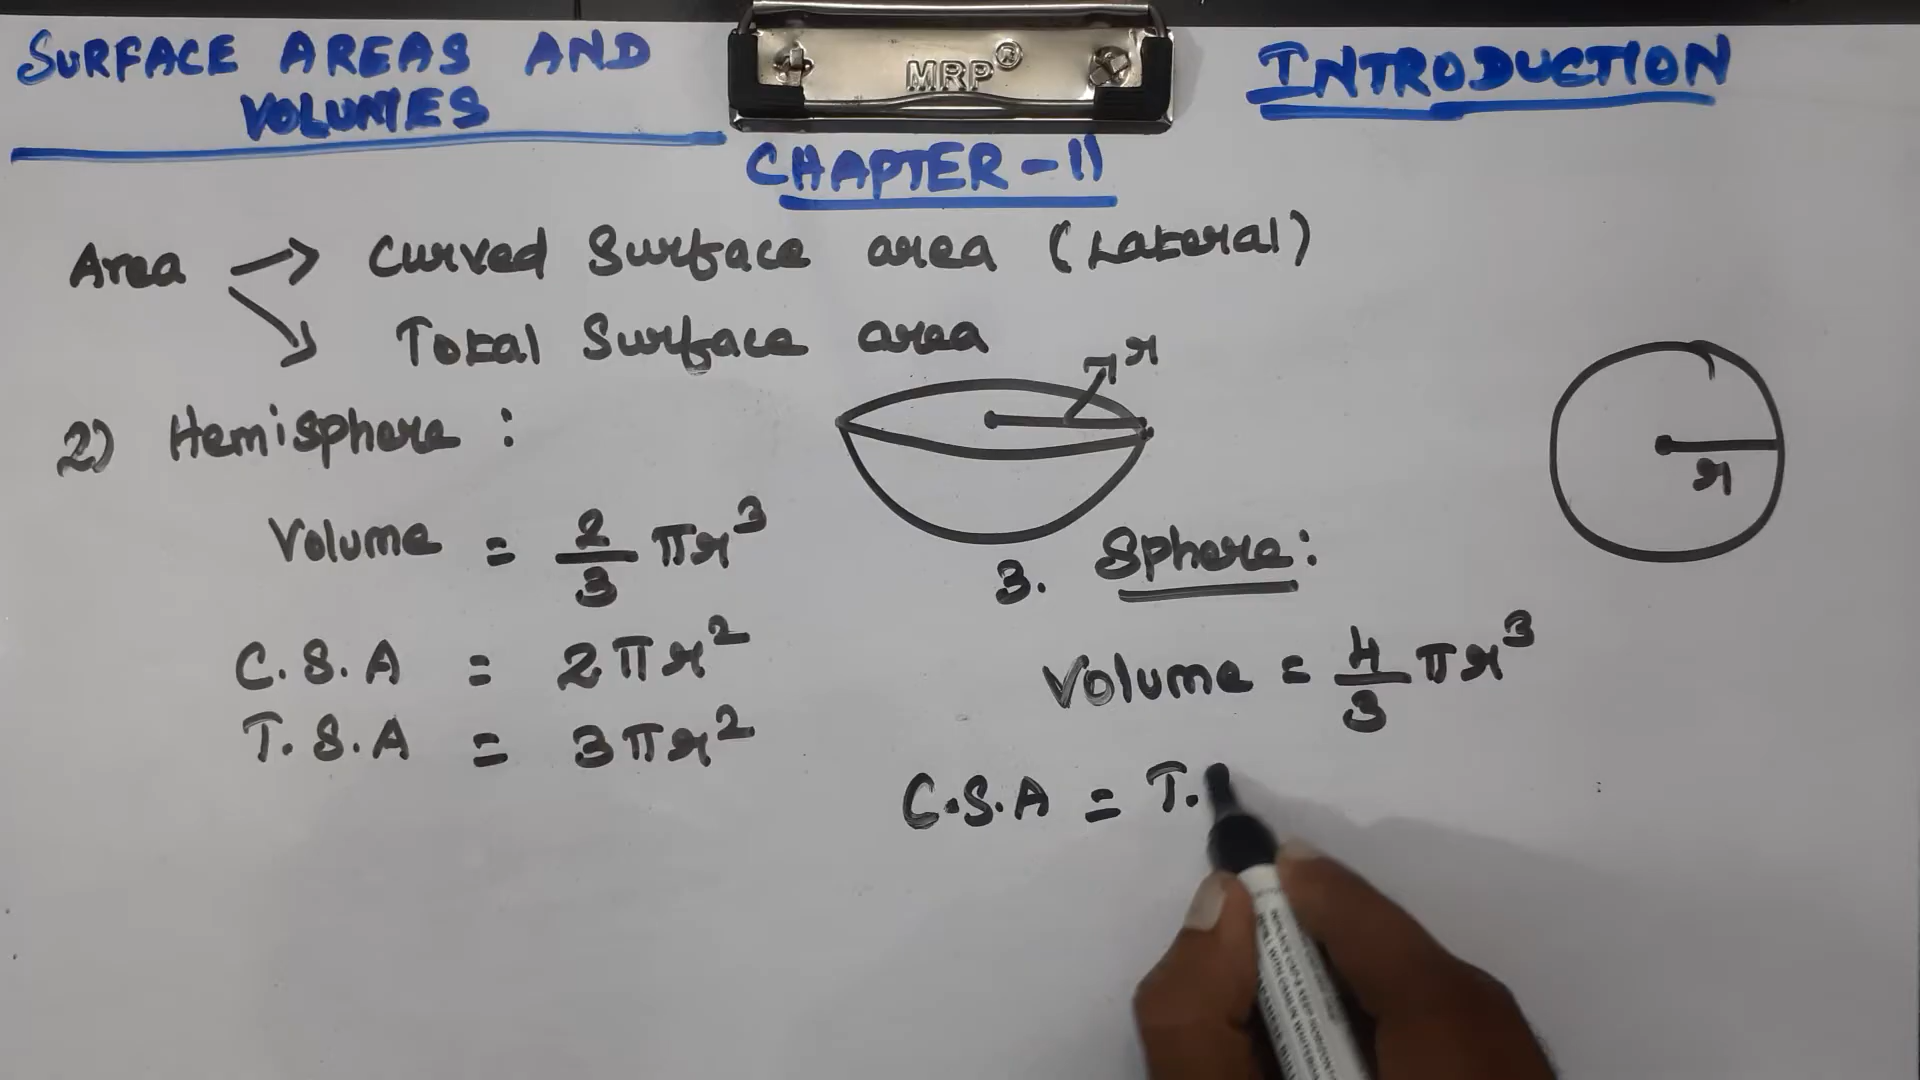 SURFACE AREAS AND
VOLUMES
MRP®
INTRODUCTION
CHAPTER-11
Area → Curved Surface area (Lateral)
↘ Total Surface area
2) Hemisphere :
r
r
Volume = 2/3 πr³
C.S.A = 2πr²
T.S.A = 3πr²
3. Sphere:
Volume = 4/3 πr³
C.S.A = T.